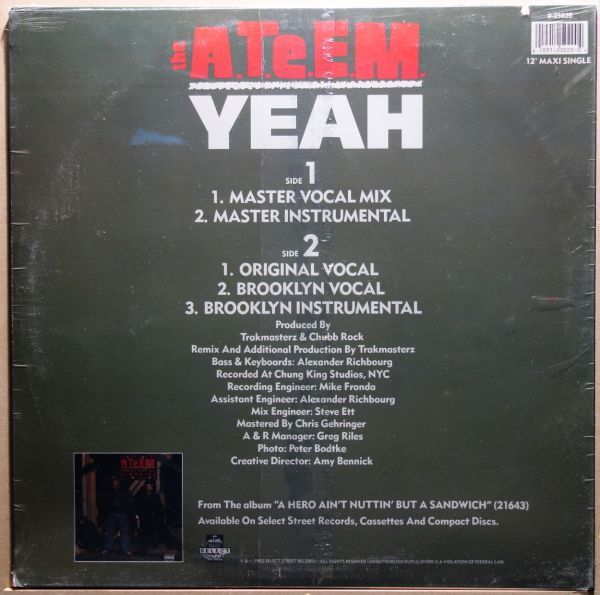 0-25020
12" MAXI SINGLE
the A.T.e.E.M.
YEAH
SIDE 1
1. MASTER VOCAL MIX
2. MASTER INSTRUMENTAL
SIDE 2
1. ORIGINAL VOCAL
2. BROOKLYN VOCAL
3. BROOKLYN INSTRUMENTAL
Produced By
Trakmasterz & Chubb Rock
Remix And Additional Production By Trakmasterz
Bass & Keyboards: Alexander Richbourg
Recorded At Chung King Studios, NYC
Recording Engineer: Mike Fronda
Assistant Engineer: Alexander Richbourg
Mix Engineer: Steve Ett
Mastered By Chris Gehringer
A & R Manager: Greg Riles
Photo: Peter Bodtke
Creative Director: Amy Bennick
A.T.e.E.M.
From The album "A HERO AIN'T NUTTIN' BUT A SANDWICH" (21643)
Available On Select Street Records, Cassettes And Compact Discs.
SELECT
1992 SELECT STREET RECORDS • ALL RIGHTS RESERVED • UNAUTHORIZED DUPLICATION IS A VIOLATION OF FEDERAL LAW